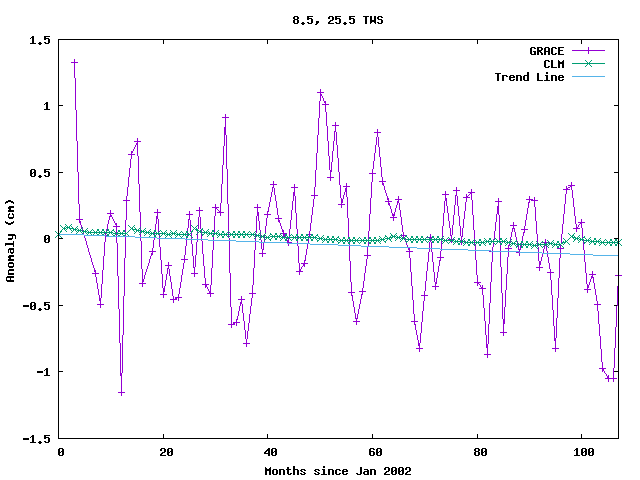 8.5, 25.5 TWS
GRACE
CLM
Trend Line
1.5
1
0.5
0
-0.5
-1
-1.5
Anomaly (cm)
0 20 40 60 80 100
Months since Jan 2002